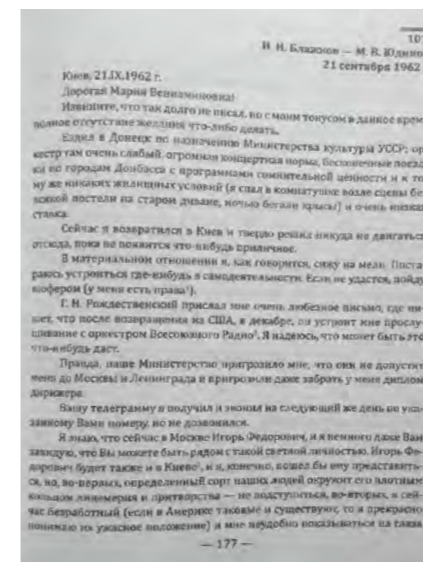 107
И. И. Блажков — М. В. Юдиной
21 сентября 1962
Киев, 21.IX.1962 г.
Дорогая Мария Вениаминовна!
Извините, что так долго не писал, но с моим тонусом в данное врем
полное отсутствие желания что-либо делать.
Ездил в Донецк по назначению Министерства культуры УССР; ор
кестр там очень слабый, огромная концертная норма, бесконечные поезд
ки по городам Донбасса с программами сомнительной ценности и к то
му же никаких жилищных условий (я спал в комнатушке возле сцены бе
всякой постели на старом диване, ночью бегали крысы) и очень низка
ставка.
Сейчас я возвратился в Киев и твердо решил никуда не двигатьс
отсюда, пока не появится что-нибудь приличное.
В материальном отношении я, как говорится, сижу на мели. Поста
раюсь устроиться где-нибудь в самодеятельности. Если не удастся, пойду
шофером (у меня есть права¹).
Г. Н. Рождественский прислал мне очень любезное письмо, где пи
шет, что после возвращения из США, в декабре, он устроит мне прослу
шивание с оркестром Всесоюзного Радио². Я надеюсь, что может быть это
что-нибудь даст.
Правда, наше Министерство пригрозило мне, что они не допустит
меня до Москвы и Ленинграда и пригрозили даже забрать у меня диплом
дирижера.
Вашу телеграмму я получил и звонил на следующий же день по ука
занному Вами номеру, но не дозвонился.
Я знаю, что сейчас в Москве Игорь Федорович, и я немного даже Вам
завидую, что Вы можете быть рядом с такой светлой личностью. Игорь Фе
дорович будет также и в Киеве³, и я, конечно, пошел бы ему представить
ся, но, во-первых, определенный сорт наших людей окружит его плотным
кольцом лицемерия и притворства — не подступиться, во-вторых, я сей
час безработный (если в Америке таковые и существуют, то я прекрасно
понимаю их ужасное положение) и мне неудобно показываться на глаза
— 177 —